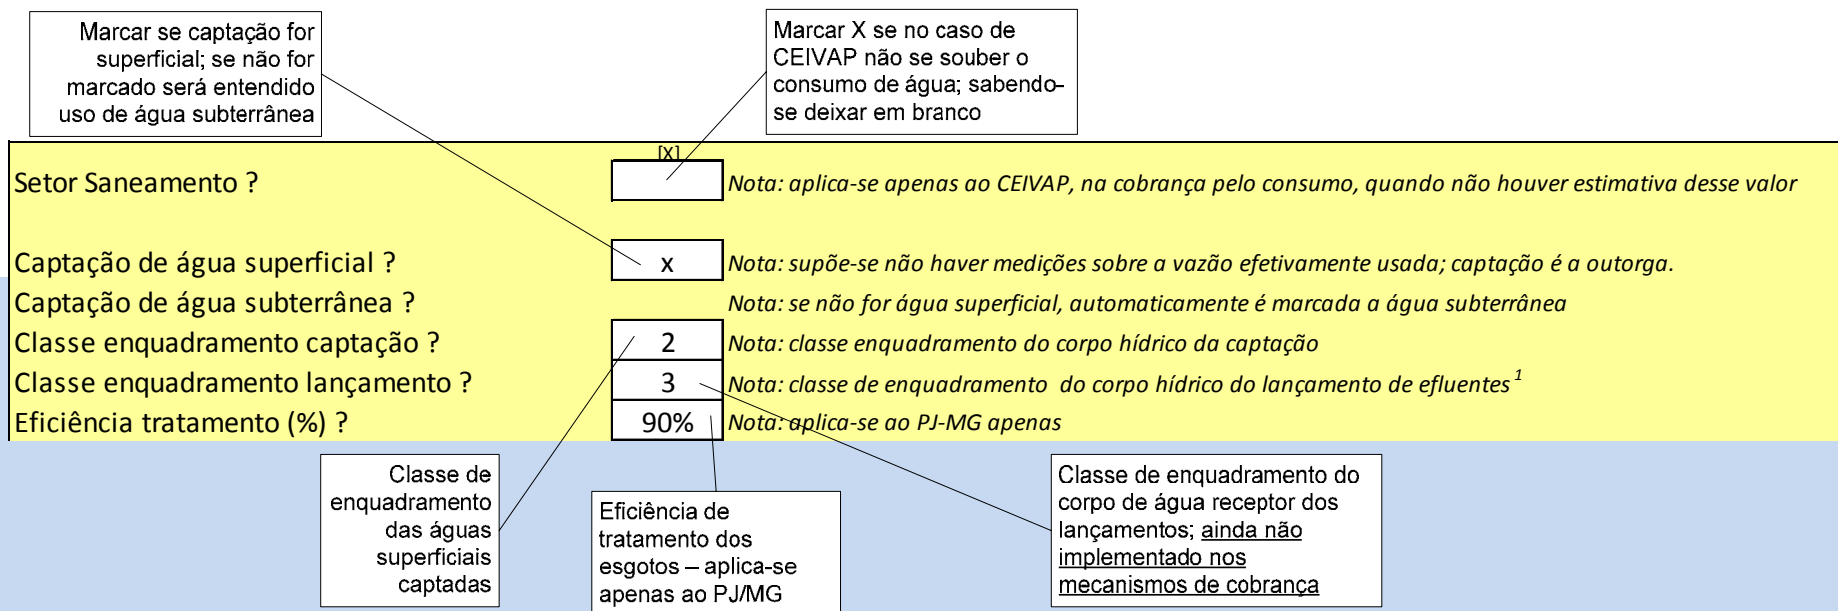 Marcar se captação for
superficial; se não for
marcado será entendido
uso de água subterrânea
Marcar X se no caso de
CEIVAP não se souber o
consumo de água; sabendo-
se deixar em branco
[X]
Setor Saneamento ?
Nota: aplica-se apenas ao CEIVAP, na cobrança pelo consumo, quando não houver estimativa desse valor
Captação de água superficial ?
x
Nota: supõe-se não haver medições sobre a vazão efetivamente usada; captação é a outorga.
Captação de água subterrânea ?
Nota: se não for água superficial, automaticamente é marcada a água subterrânea
Classe enquadramento captação ?
2
Nota: classe enquadramento do corpo hídrico da captação
Classe enquadramento lançamento ?
3
Nota: classe de enquadramento do corpo hídrico do lançamento de efluentes 1
Eficiência tratamento (%) ?
90%
Nota: aplica-se ao PJ-MG apenas
Classe de
enquadramento
das águas
superficiais
captadas
Eficiência de
tratamento dos
esgotos – aplica-se
apenas ao PJ/MG
Classe de enquadramento do
corpo de água receptor dos
lançamentos; ainda não
implementado nos
mecanismos de cobrança